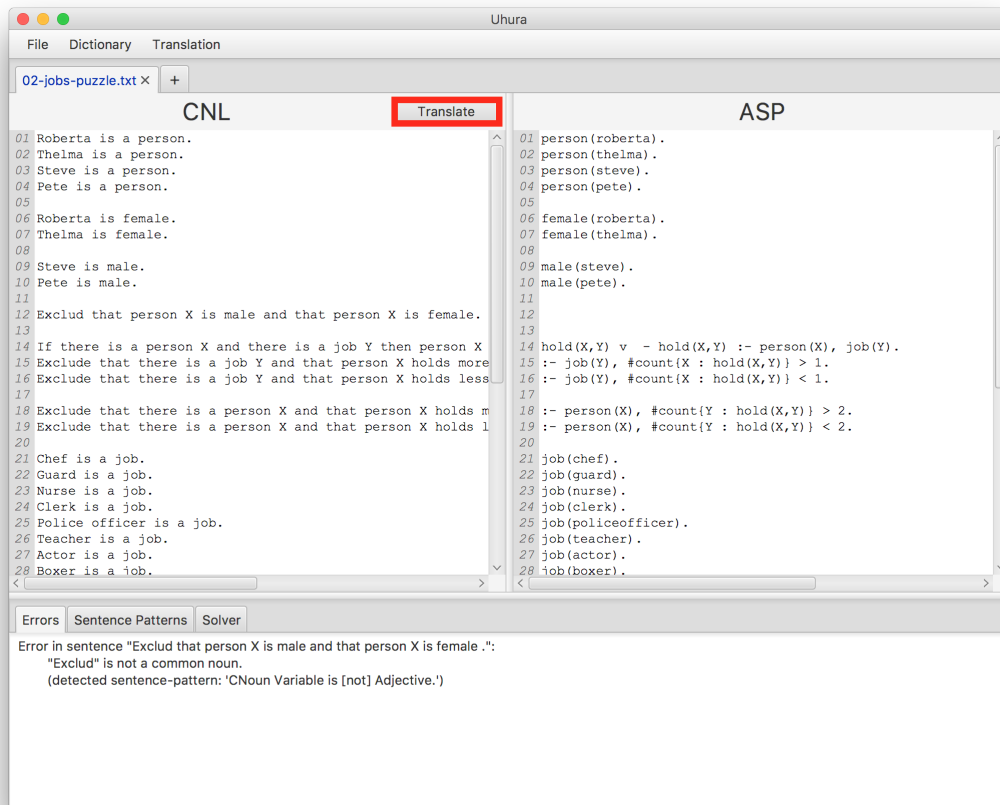 Uhura
File Dictionary Translation
02-jobs-puzzle.txt × +
CNL Translate
01 Roberta is a person.
02 Thelma is a person.
03 Steve is a person.
04 Pete is a person.
05
06 Roberta is female.
07 Thelma is female.
08
09 Steve is male.
10 Pete is male.
11
12 Exclud that person X is male and that person X is female.
13
14 If there is a person X and there is a job Y then person X
15 Exclude that there is a job Y and that person X holds more
16 Exclude that there is a job Y and that person X holds less
17
18 Exclude that there is a person X and that person X holds m
19 Exclude that there is a person X and that person X holds l
20
21 Chef is a job.
22 Guard is a job.
23 Nurse is a job.
24 Clerk is a job.
25 Police officer is a job.
26 Teacher is a job.
27 Actor is a job.
28 Boxer is a job.
ASP
01 person(roberta).
02 person(thelma).
03 person(steve).
04 person(pete).
05
06 female(roberta).
07 female(thelma).
08
09 male(steve).
10 male(pete).
11
12
13
14 hold(X,Y) v  - hold(X,Y) :- person(X), job(Y).
15 :- job(Y), #count{X : hold(X,Y)} > 1.
16 :- job(Y), #count{X : hold(X,Y)} < 1.
17
18 :- person(X), #count{Y : hold(X,Y)} > 2.
19 :- person(X), #count{Y : hold(X,Y)} < 2.
20
21 job(chef).
22 job(guard).
23 job(nurse).
24 job(clerk).
25 job(policeofficer).
26 job(teacher).
27 job(actor).
28 job(boxer).
Errors Sentence Patterns Solver
Error in sentence "Exclud that person X is male and that person X is female .":
"Exclud" is not a common noun.
(detected sentence-pattern: 'CNoun Variable is [not] Adjective.')